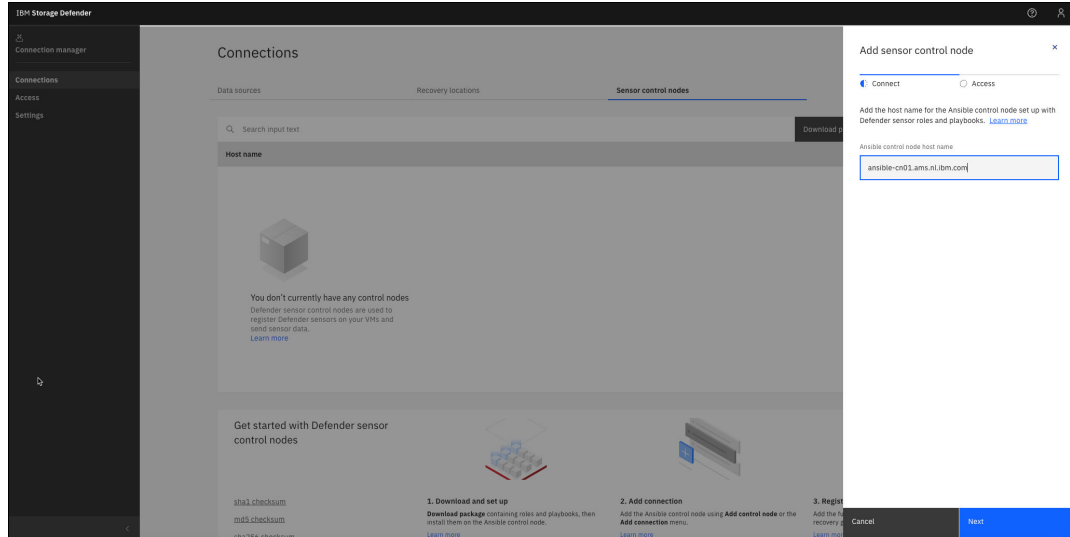 IBM Storage Defender
Connection manager
Connections
Access
Settings
Connections
Data sources
Recovery locations
Sensor control nodes
Search input text
Download p
Host name
You don't currently have any control nodes
Defender sensor control nodes are used to
register Defender sensors on your VMs and
send sensor data.
Learn more
Get started with Defender sensor
control nodes
sha1 checksum
md5 checksum
sha256 checksum
1. Download and set up
Download package containing roles and playbooks, then
install them on the Ansible control node.
Learn more
2. Add connection
Add the Ansible control node using Add control node or the
Add connection menu.
Learn more
3. Regist
Add the fu
recovery g
Learn mor
Add sensor control node
Connect
Access
Add the host name for the Ansible control node set up with
Defender sensor roles and playbooks. Learn more
Ansible control node host name
ansible-cn01.ams.nl.ibm.com
Cancel
Next